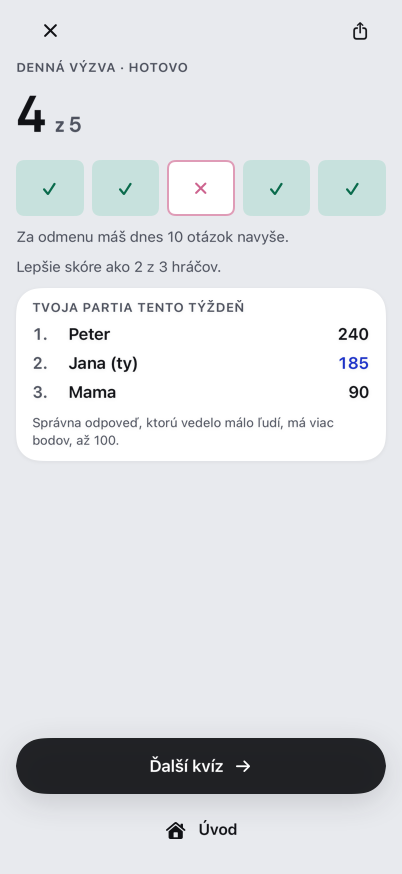 DENNÁ VÝZVA · HOTOVO
4 z 5
Za odmenu máš dnes 10 otázok navyše.
Lepšie skóre ako 2 z 3 hráčov.
TVOJA PARTIA TENTO TÝŽDEŇ
1. Peter 240
2. Jana (ty) 185
3. Mama 90
Správna odpoveď, ktorú vedelo málo ľudí, má viac
bodov, až 100.
Ďalší kvíz →
Úvod